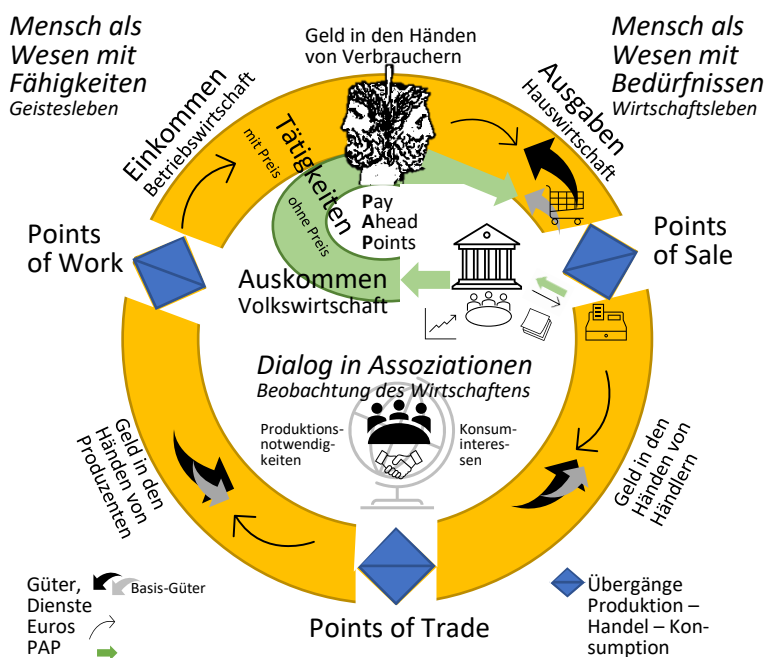 Mensch als
Wesen mit
Fähigkeiten
Geistesleben
Geld in den Händen
von Verbrauchern
Mensch als
Wesen mit
Bedürfnissen
Wirtschaftsleben
Einkommen
Betriebswirtschaft
Ausgaben
Hauswirtschaft
Tätigkeiten
mit Preis
ohne Preis
Pay
Ahead
Points
Points
of Work
Points
of Sale
Auskommen
Volkswirtschaft
Dialog in Assoziationen
Beobachtung des Wirtschaftens
Produktions-
notwendig-
keiten
Konsum-
interes-
sen
Geld in den
Händen von
Produzenten
Geld in den
Händen von
Händlern
Points of Trade
Güter,
Dienste
Basis-Güter
Euros
PAP
Übergänge
Produktion –
Handel – Kon-
sumption